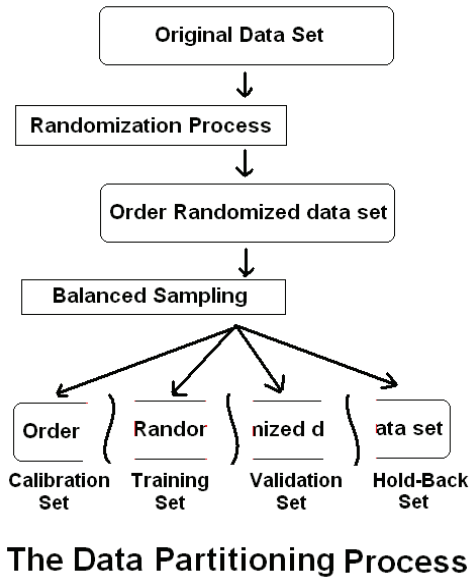 Original Data Set
Randomization Process
Order Randomized data set
Balanced Sampling
Order Randor nized d ata set
Calibration Training Validation Hold-Back
Set Set Set Set
The Data Partitioning Process